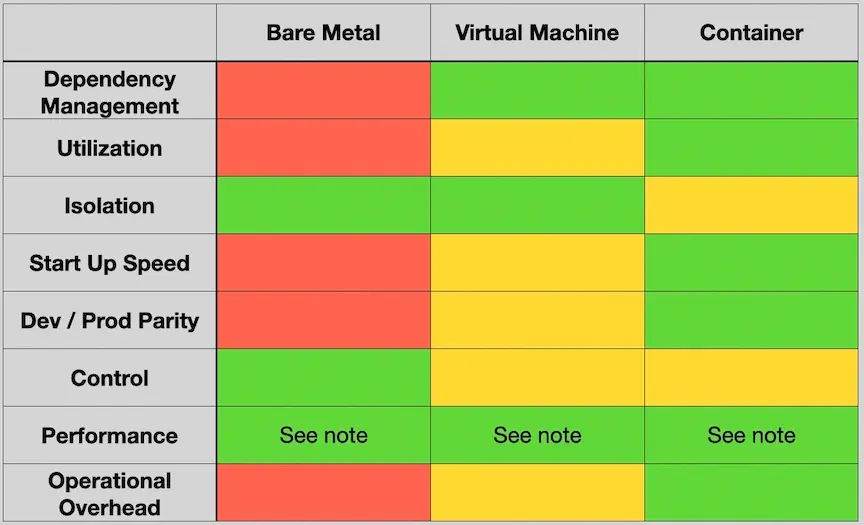 Bare Metal
Virtual Machine
Container
Dependency
Management
Utilization
Isolation
Start Up Speed
Dev / Prod Parity
Control
Performance
See note
See note
See note
Operational
Overhead